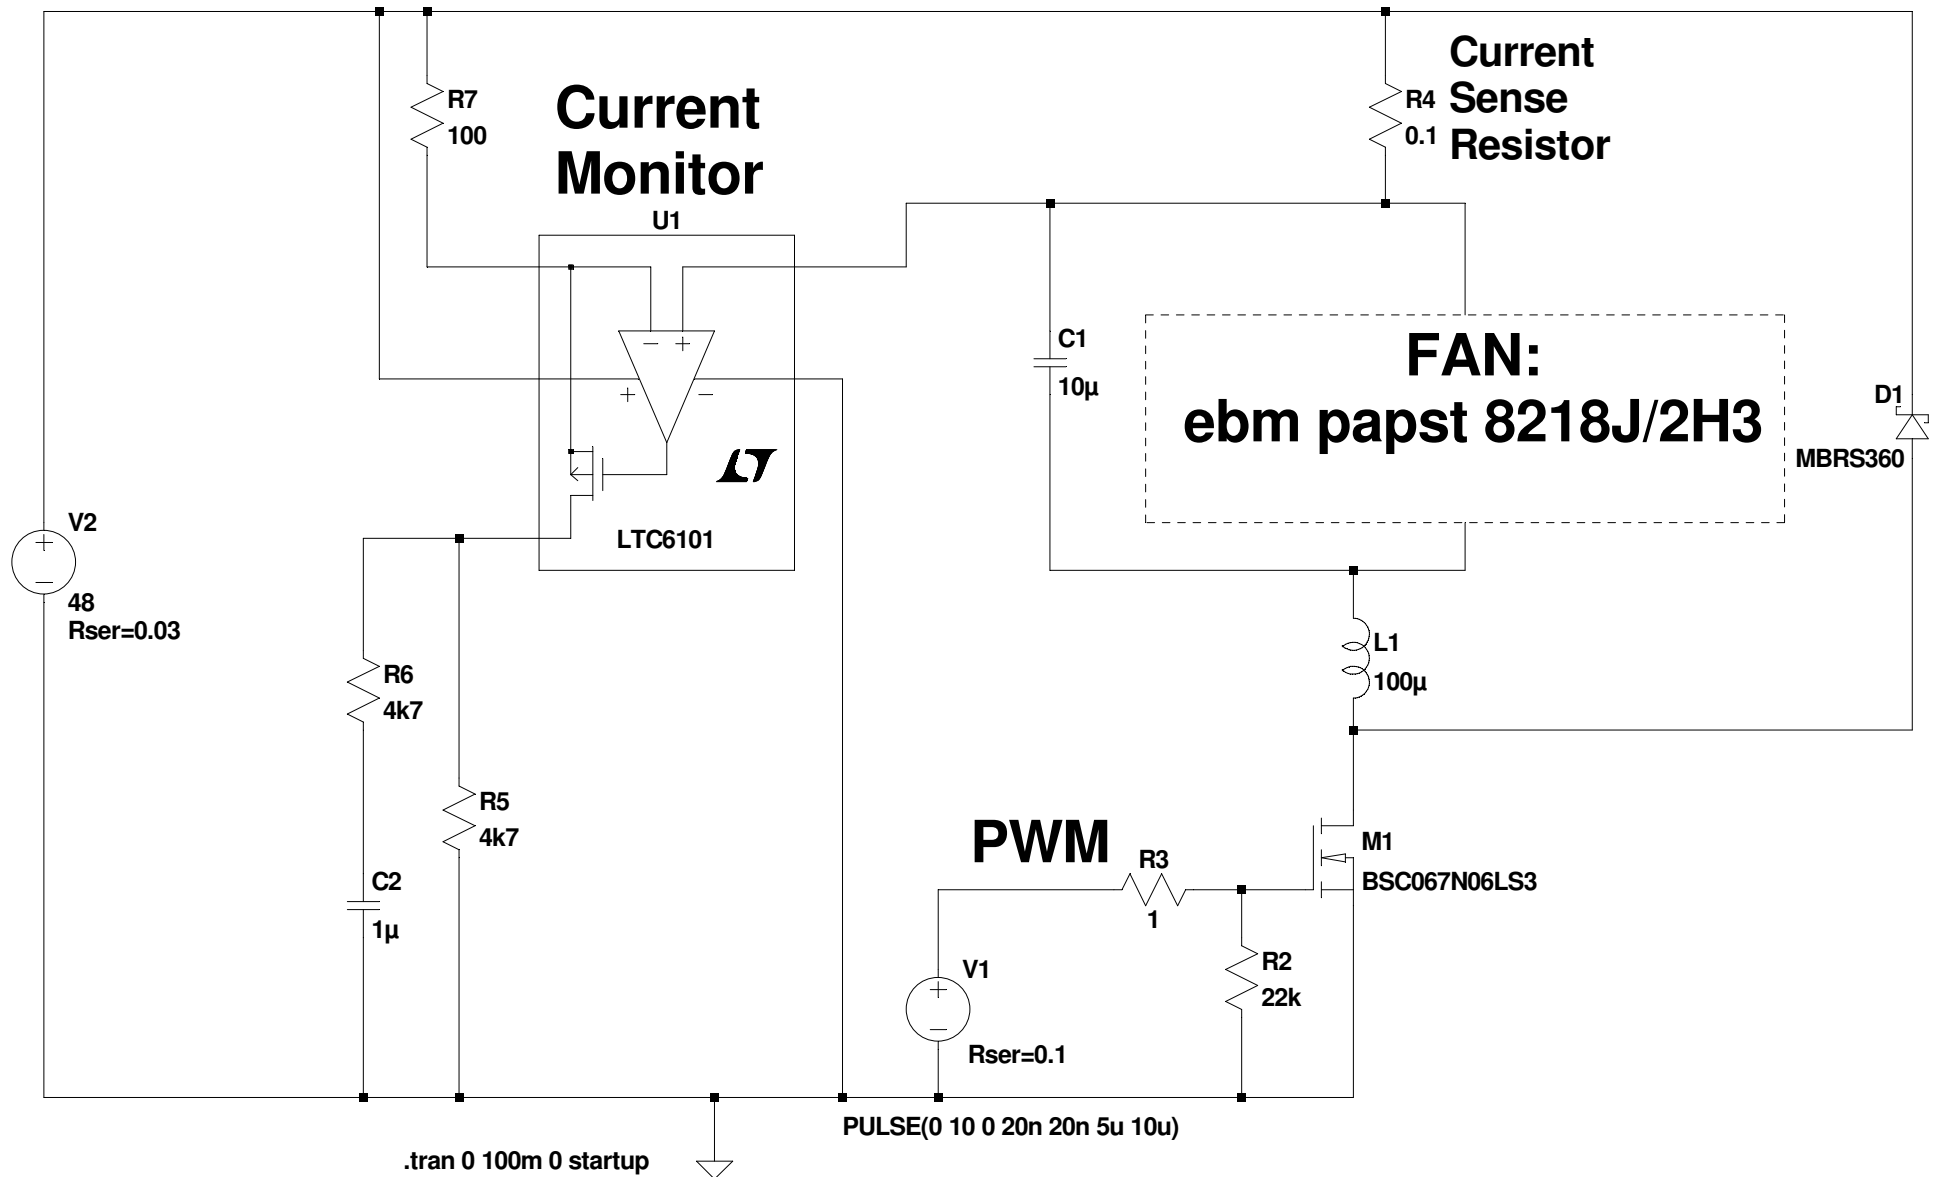 R7
100
Current
Monitor
U1
Current
Sense
Resistor
R4
0.1
C1
10µ
FAN:
ebm papst 8218J/2H3
D1
MBRS360
LTC6101
V2
48
Rser=0.03
R6
4k7
L1
100µ
R5
4k7
C2
1µ
PWM
R3
1
M1
BSC067N06LS3
V1
Rser=0.1
R2
22k
PULSE(0 10 0 20n 20n 5u 10u)
.tran 0 100m 0 startup